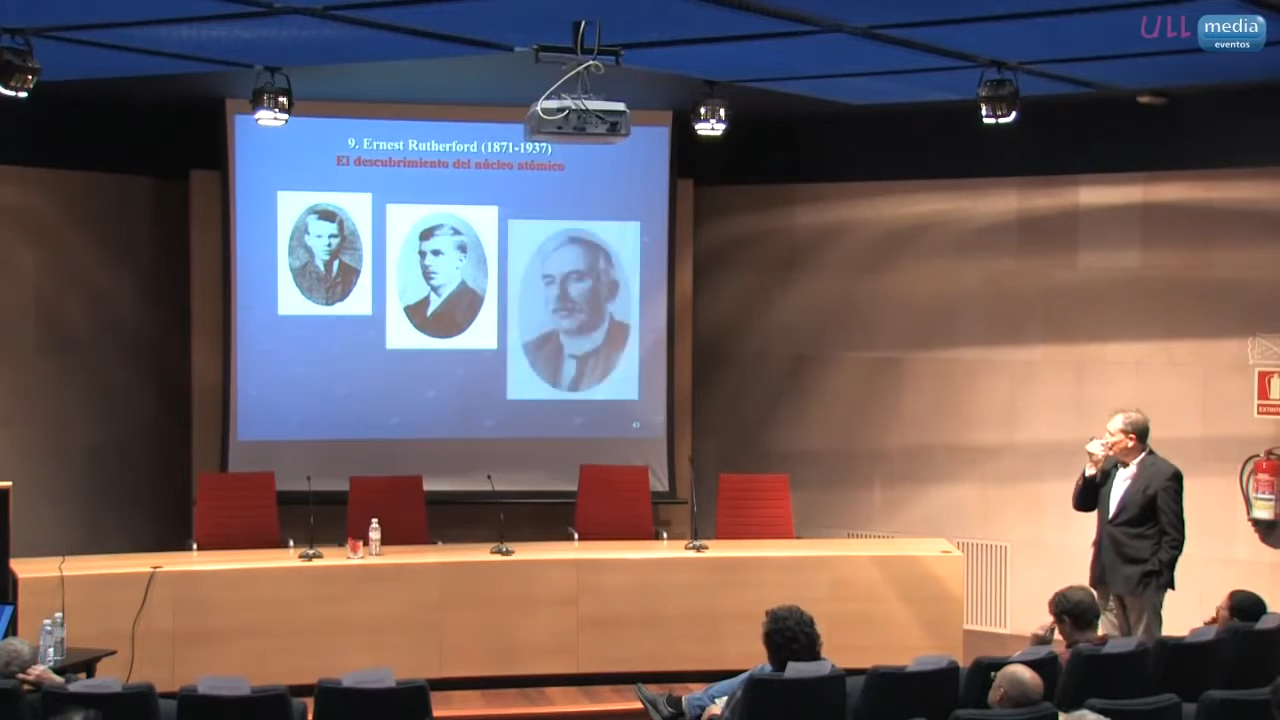 ULL
media
eventos
9. Ernest Rutherford (1871-1937)
El descubrimiento del núcleo atómico
43